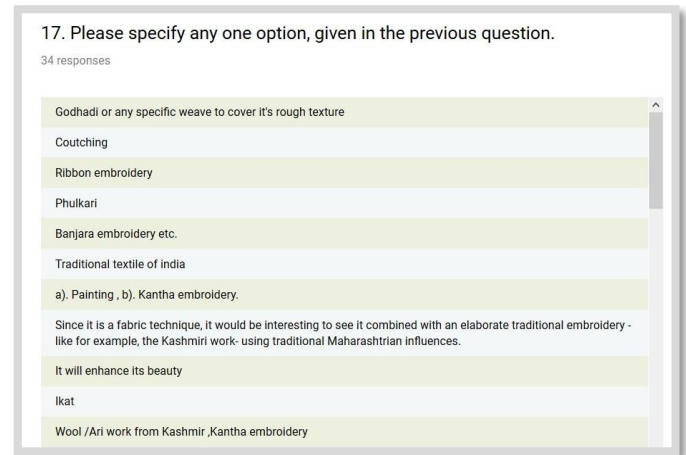 17. Please specify any one option, given in the previous question.
34 responses
Godhadi or any specific weave to cover it's rough texture
Coutching
Ribbon embroidery
Phulkari
Banjara embroidery etc.
Traditional textile of india
a). Painting , b). Kantha embroidery.
Since it is a fabric technique, it would be interesting to see it combined with an elaborate traditional embroidery -
like for example, the Kashmiri work- using traditional Maharashtrian influences.
It will enhance its beauty
Ikat
Wool /Ari work from Kashmir ,Kantha embroidery